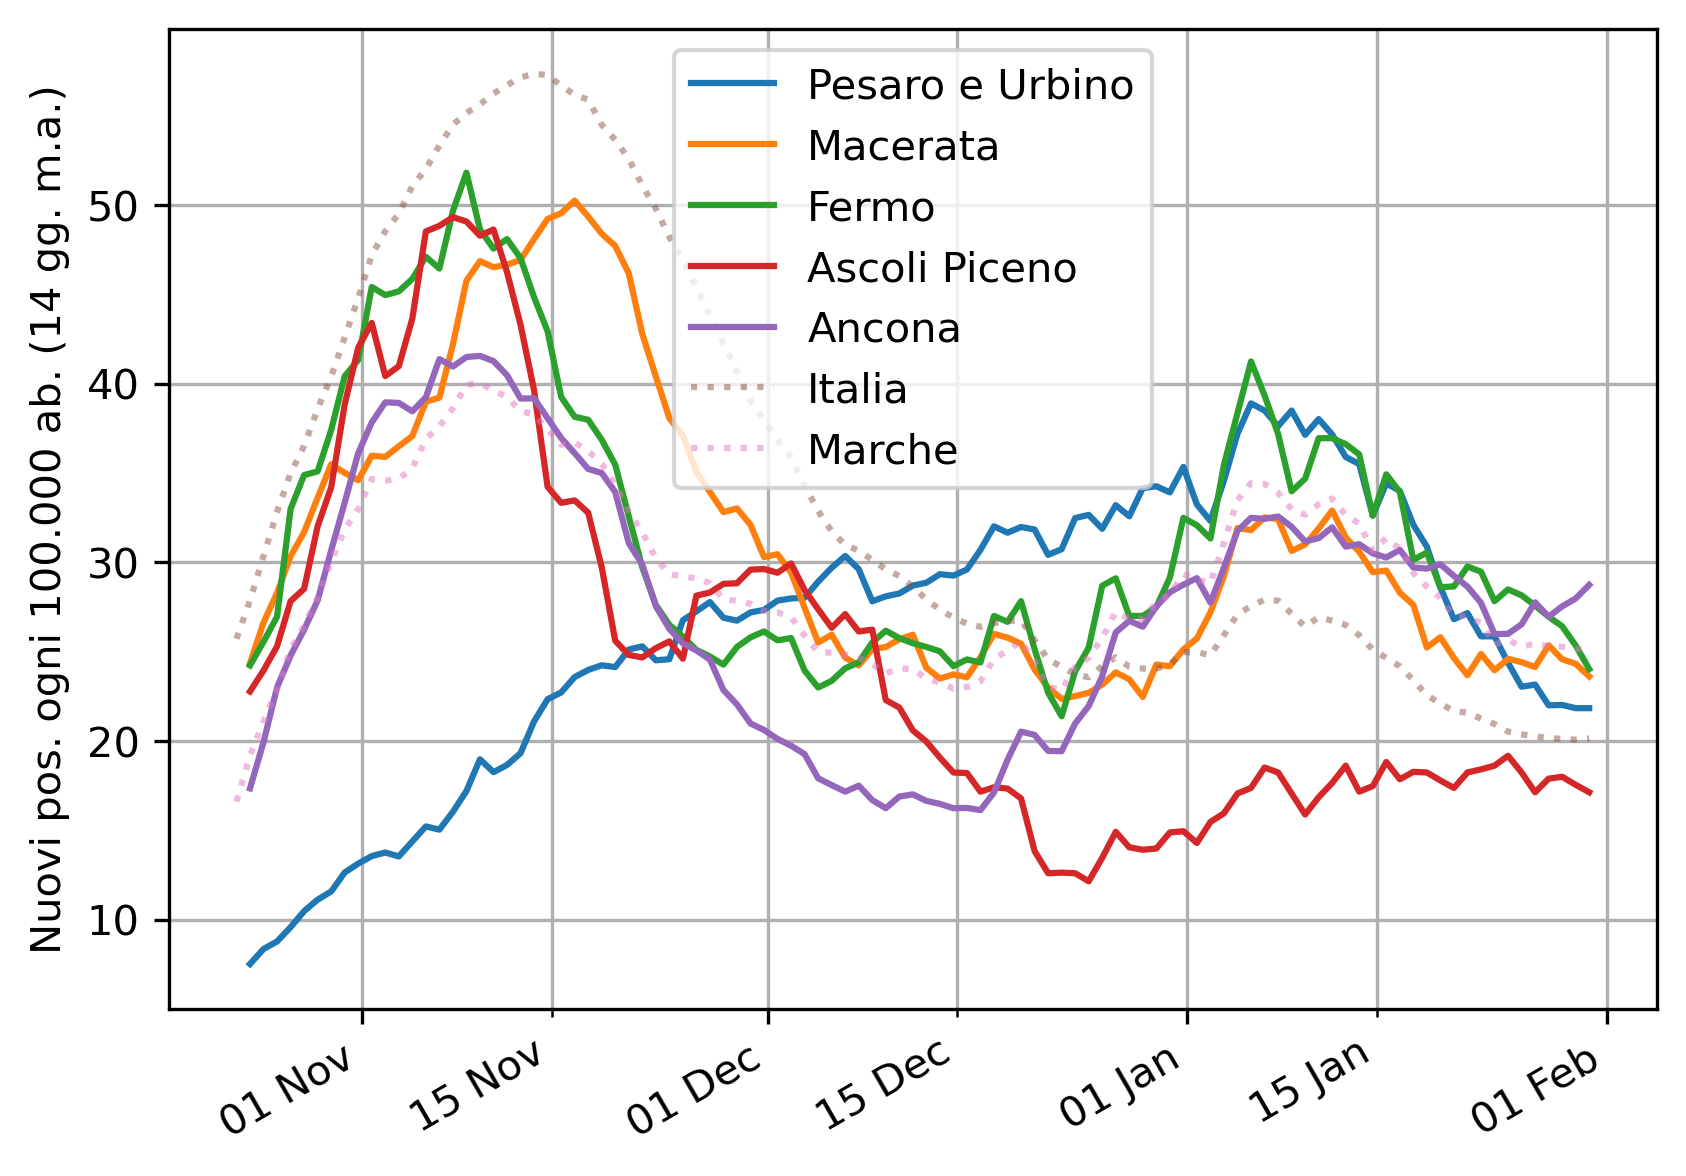 Nuovi pos. ogni 100.000 ab. (14 gg. m.a.)
50
40
30
20
10
Pesaro e Urbino
Macerata
Fermo
Ascoli Piceno
Ancona
Italia
Marche
01 Nov
15 Nov
01 Dec
15 Dec
01 Jan
15 Jan
01 Feb